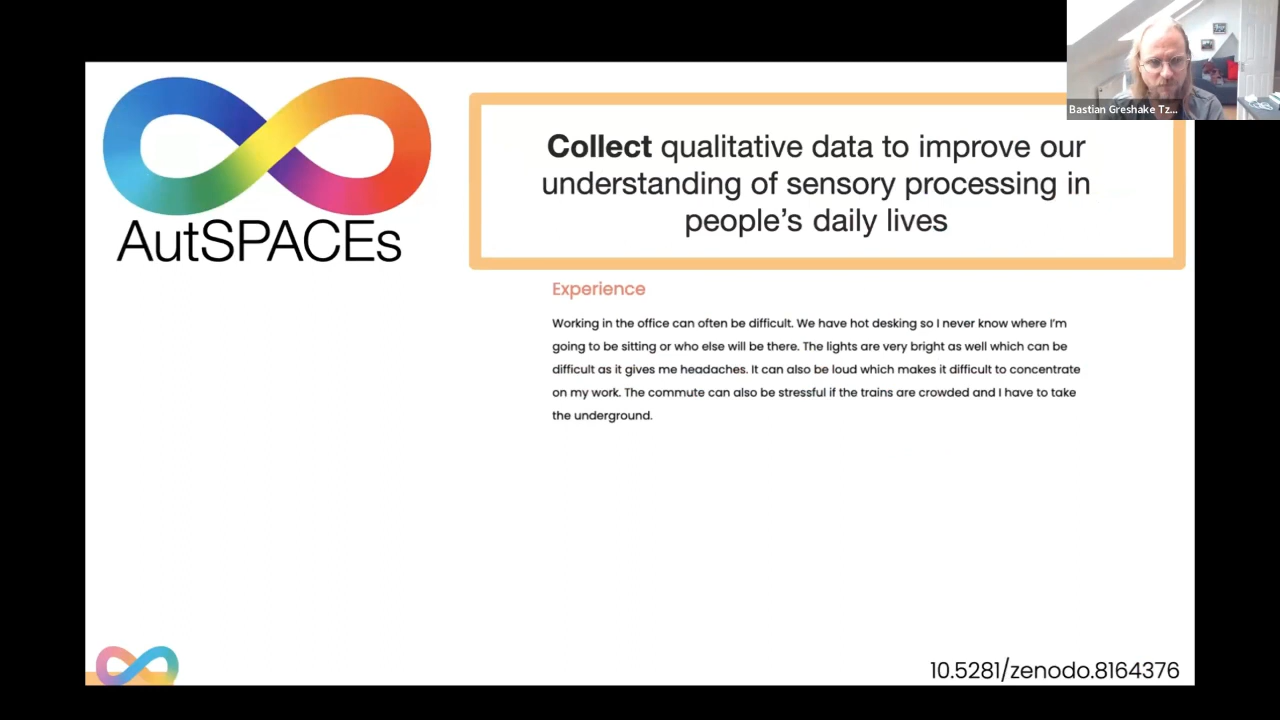 Bastian Greshake Tz...
Collect qualitative data to improve our
understanding of sensory processing in
people's daily lives
AutSPACEs
Experience
Working in the office can often be difficult. We have hot desking so I never know where I'm
going to be sitting or who else will be there. The lights are very bright as well which can be
difficult as it gives me headaches. It can also be loud which makes it difficult to concentrate
on my work. The commute can also be stressful if the trains are crowded and I have to take
the underground.
10.5281/zenodo.8164376